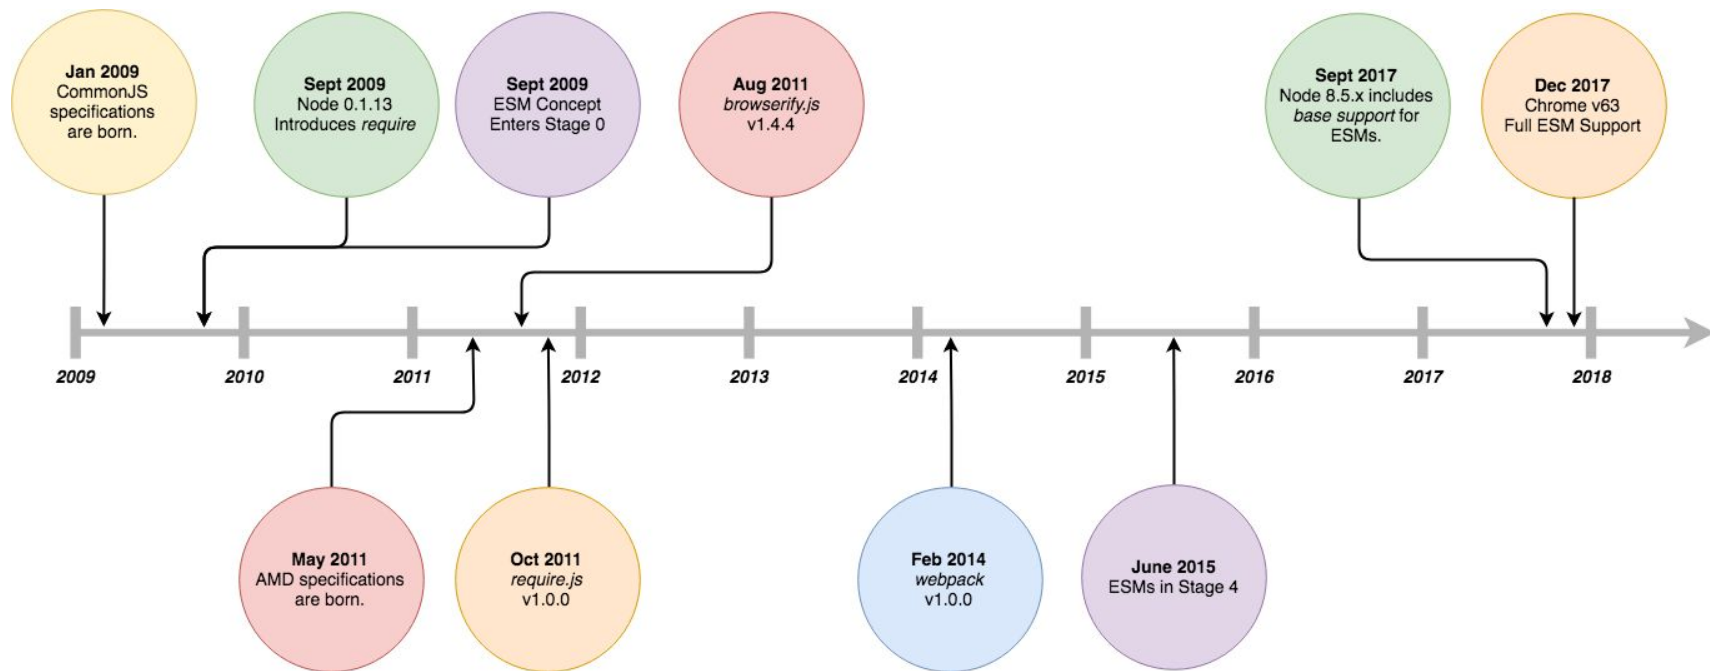 Jan 2009
CommonJS
specifications
are born.
Sept 2009
Node 0.1.13
Introduces require
Sept 2009
ESM Concept
Enters Stage 0
Aug 2011
browserify.js
v1.4.4
Sept 2017
Node 8.5.x includes
base support for
ESMs.
Dec 2017
Chrome v63
Full ESM Support
2009
2010
2011
2012
2013
2014
2015
2016
2017
2018
May 2011
AMD specifications
are born.
Oct 2011
require.js
v1.0.0
Feb 2014
webpack
v1.0.0
June 2015
ESMs in Stage 4